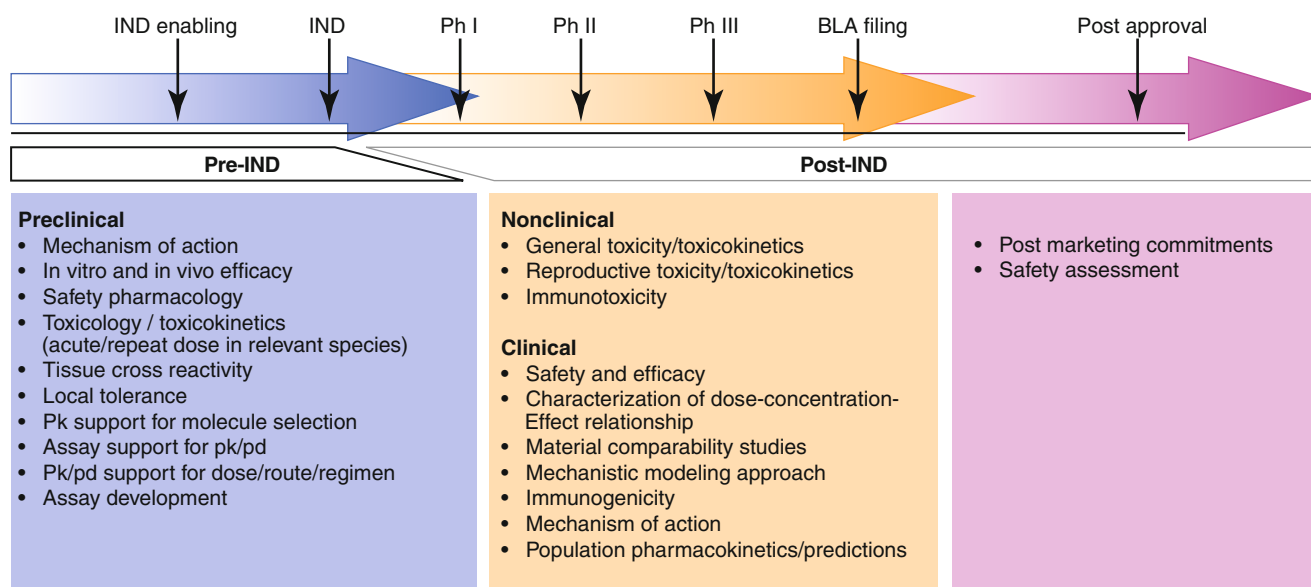 IND enabling
IND
Ph I
Ph II
Ph III
BLA filing
Post approval
Pre-IND
Post-IND
Preclinical
• Mechanism of action
• In vitro and in vivo efficacy
• Safety pharmacology
• Toxicology / toxicokinetics
(acute/repeat dose in relevant species)
• Tissue cross reactivity
• Local tolerance
• Pk support for molecule selection
• Assay support for pk/pd
• Pk/pd support for dose/route/regimen
• Assay development
Nonclinical
• General toxicity/toxicokinetics
• Reproductive toxicity/toxicokinetics
• Immunotoxicity
Clinical
• Safety and efficacy
• Characterization of dose-concentration-
Effect relationship
• Material comparability studies
• Mechanistic modeling approach
• Immunogenicity
• Mechanism of action
• Population pharmacokinetics/predictions
• Post marketing commitments
• Safety assessment